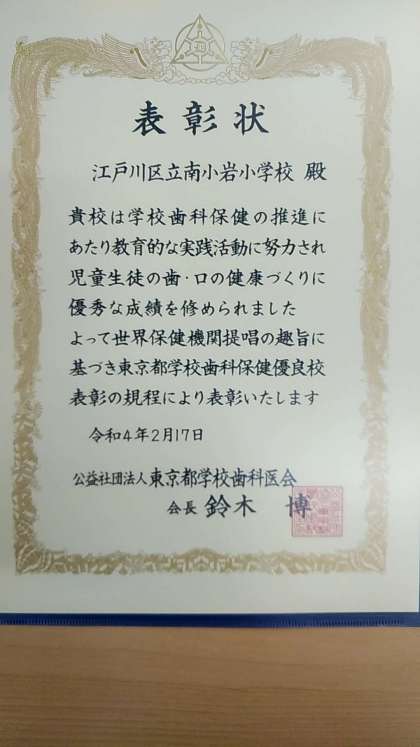 表彰状
江戸川区立南小岩小学校 殿
貴校は学校歯科保健の推進に
あたり教育的な実践活動に努力され
児童生徒の歯・口の健康づくりに
優秀な成績を修められました
よって世界保健機関提唱の趣旨に
基づき東京都学校歯科保健優良校
表彰の規程により表彰いたします
令和4年2月17日
公益社団法人東京都学校歯科医会
会長 鈴木 博